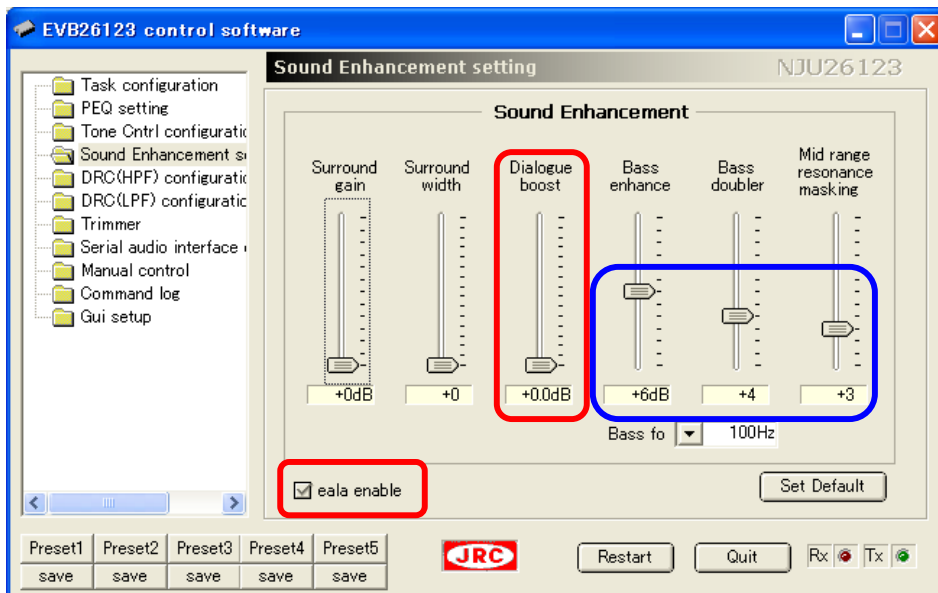 EVB26123 control software
Task configuration
PEQ setting
Tone Cntrl configuratic
Sound Enhancement s
DRC(HPF) configuratic
DRC(LPF) configuratic
Trimmer
Serial audio interface
Manual control
Command log
Gui setup
Sound Enhancement setting
NJU26123
Sound Enhancement
Surround gain
Surround width
Dialogue boost
Bass enhance
Bass doubler
Mid range resonance masking
+0dB
+0
+0.0dB
+6dB
+4
+3
Bass fo
100Hz
eala enable
Set Default
Preset1
Preset2
Preset3
Preset4
Preset5
save
save
save
save
save
JRC
Restart
Quit
Rx
Tx